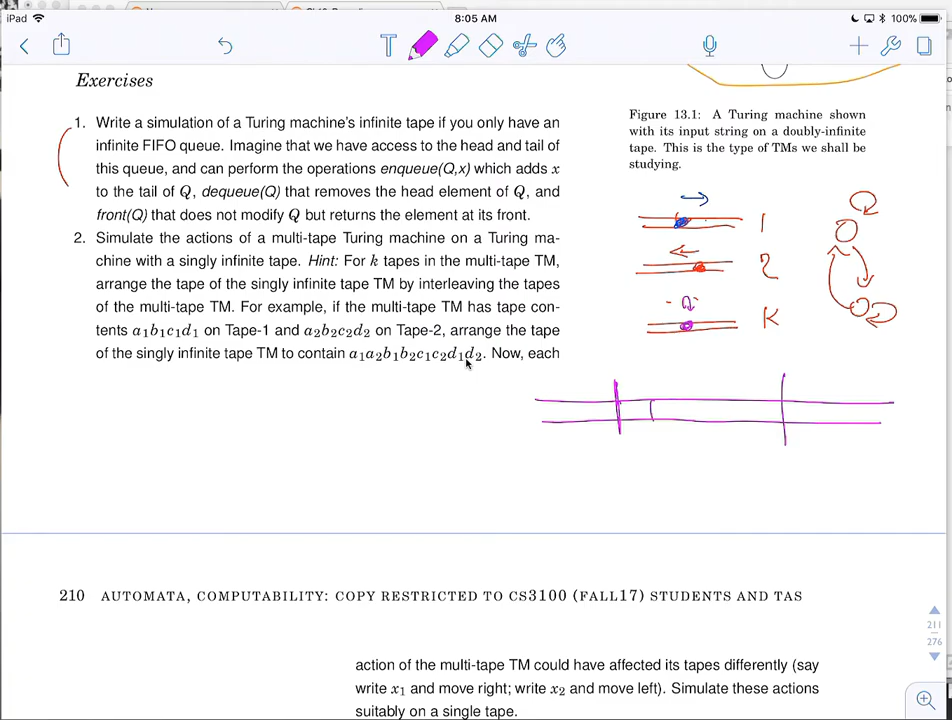 iPad
8:05 AM
100%
Exercises
1. Write a simulation of a Turing machine's infinite tape if you only have an
infinite FIFO queue. Imagine that we have access to the head and tail of
this queue, and can perform the operations enqueue(Q,x) which adds x
to the tail of Q, dequeue(Q) that removes the head element of Q, and
front(Q) that does not modify Q but returns the element at its front.
2. Simulate the actions of a multi-tape Turing machine on a Turing ma-
chine with a singly infinite tape. Hint: For k tapes in the multi-tape TM,
arrange the tape of the singly infinite tape TM by interleaving the tapes
of the multi-tape TM. For example, if the multi-tape TM has tape con-
tents a₁b₁c₁d₁ on Tape-1 and a₂b₂c₂d₂ on Tape-2, arrange the tape
of the singly infinite tape TM to contain a₁a₂b₁b₂c₁c₂d₁d₂. Now, each
Figure 13.1: A Turing machine shown
with its input string on a doubly-infinite
tape. This is the type of TMs we shall be
studying.
1
2
K
210 AUTOMATA, COMPUTABILITY: COPY RESTRICTED TO CS3100 (FALL17) STUDENTS AND TAS
action of the multi-tape TM could have affected its tapes differently (say
write x₁ and move right; write x₂ and move left). Simulate these actions
suitably on a single tape.
211
276